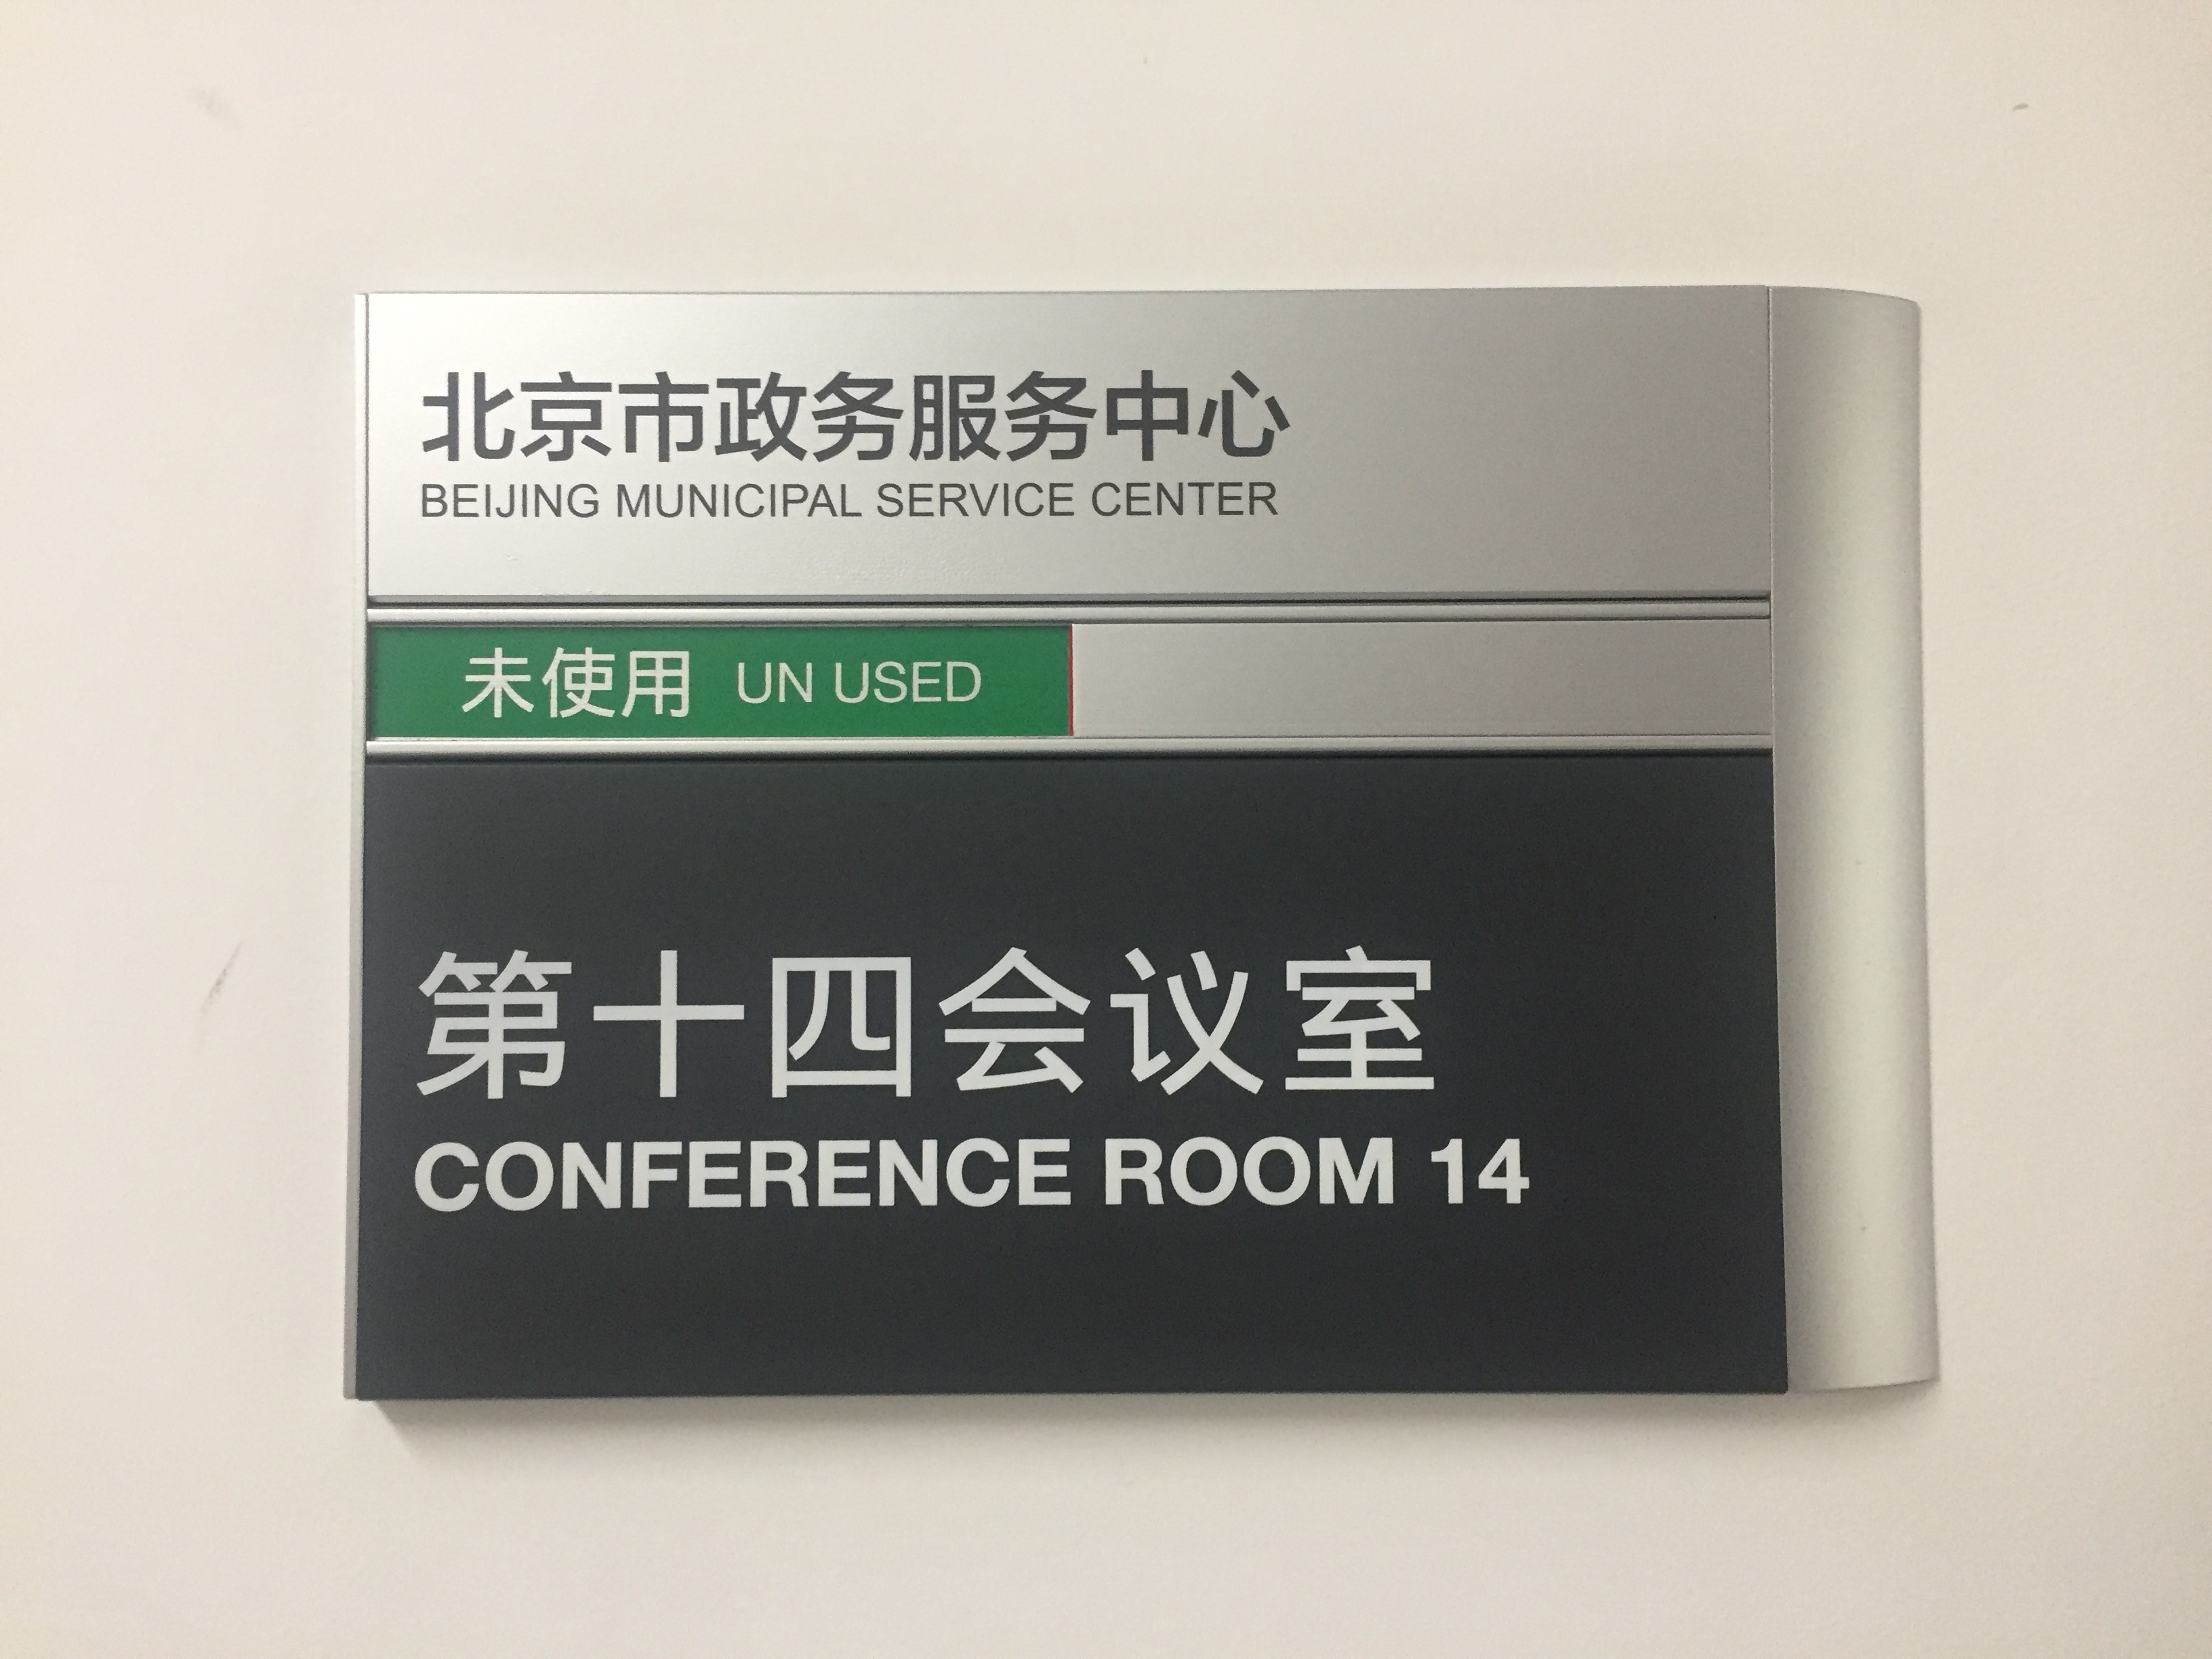 北京市政务服务中心
BEIJING MUNICIPAL SERVICE CENTER
未使用 UN USED
第十四会议室
CONFERENCE ROOM 14